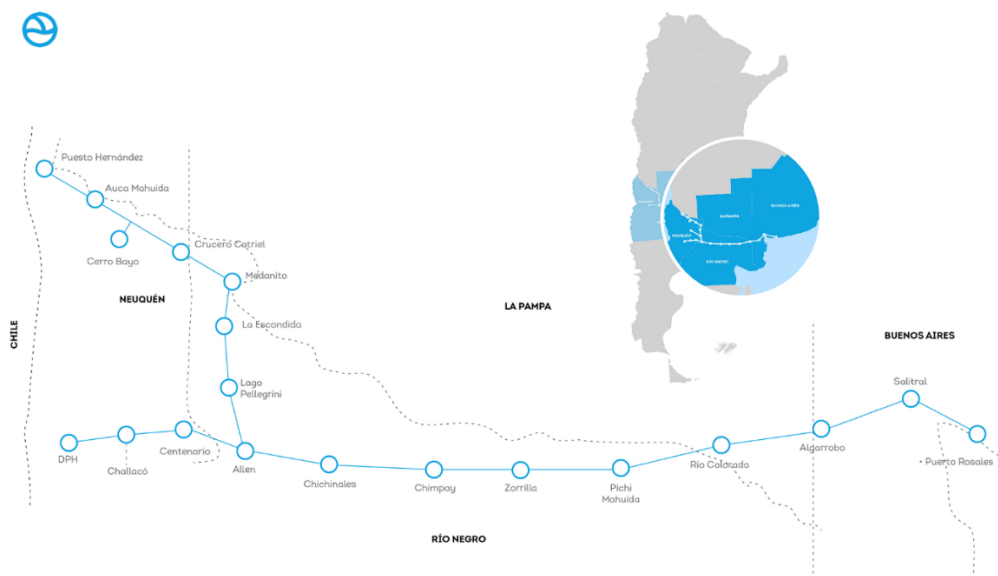 Puesto Hernández
Auca Mahuida
Cerro Bayo
Crucero Catriel
Medanito
NEUQUÉN
LA PAMPA
CHILE
La Escondida
BUENOS AIRES
Lago
Pellegrini
Salitral
DPH
Challacó
Centenario
Allen
Chichinales
Chimpay
Zorrilla
Pichi
Mahuida
Río Colorado
Algarrobo
• Puerto Rosales
RÍO NEGRO
LA PAMPA
BUENOS AIRES
NEUQUÉN
RÍO NEGRO